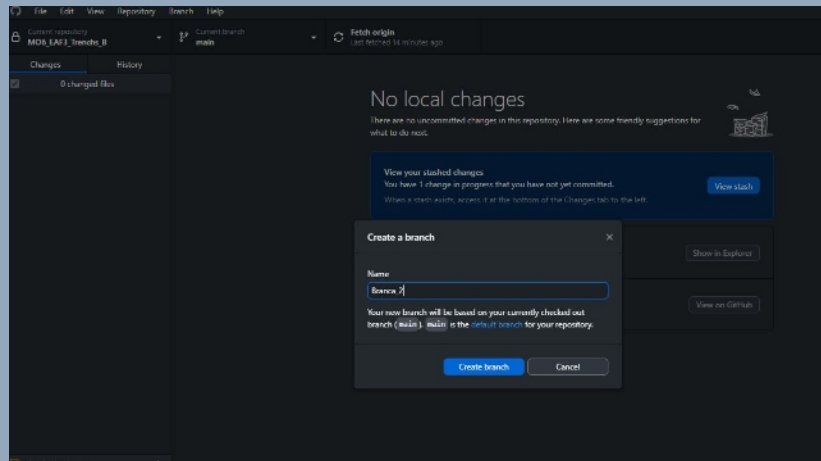 File Edit View Repository Branch Help
Current repository
MO6_EAF3_Trenchs_B
Current branch
main
Fetch origin
Last fetched 14 minutes ago
Changes History
0 changed files
No local changes
There are no uncommitted changes in this repository. Here are some friendly suggestions for
what to do next.
View your stashed changes
You have 1 change in progress that you have not yet committed.
When a stash exists, access it at the bottom of the Changes tab to the left.
View stash
Create a branch
Show in Explorer
Name
Branca_2
View on GitHub
Your new branch will be based on your currently checked out
branch (main). main is the default branch for your repository.
Create branch Cancel